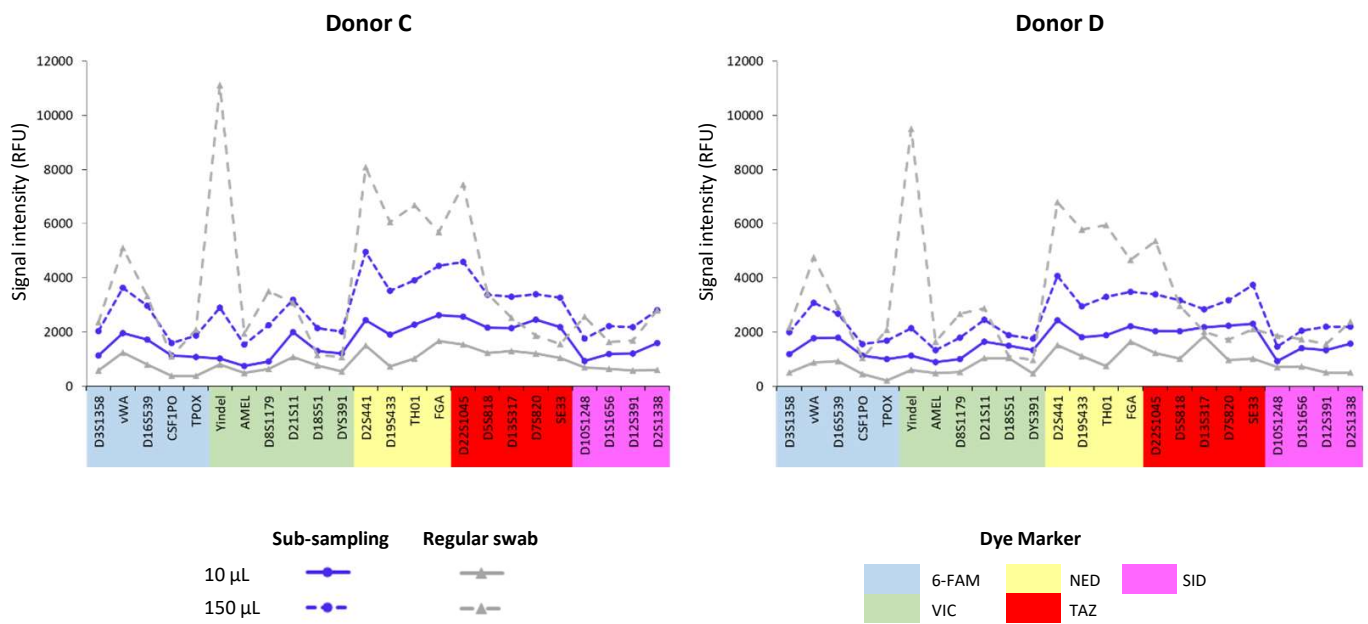 Donor C
Donor D
Signal intensity (RFU)
12000
10000
8000
6000
4000
2000
0
D3S1358
vWA
D16S539
CSF1PO
TPOX
Yindel
AMEL
D8S1179
D21S11
D18S51
DYS391
D2S441
D19S433
TH01
FGA
D22S1045
D5S818
D13S317
D7S820
SE33
D10S1248
D1S1656
D12S391
D2S1338
Signal intensity (RFU)
12000
10000
8000
6000
4000
2000
0
D3S1358
vWA
D16S539
CSF1PO
TPOX
Yindel
AMEL
D8S1179
D21S11
D18S51
DYS391
D2S441
D19S433
TH01
FGA
D22S1045
D5S818
D13S317
D7S820
SE33
D10S1248
D1S1656
D12S391
D2S1338
Sub-sampling Regular swab
10 µL
150 µL
Dye Marker
6-FAM NED SID
VIC TAZ